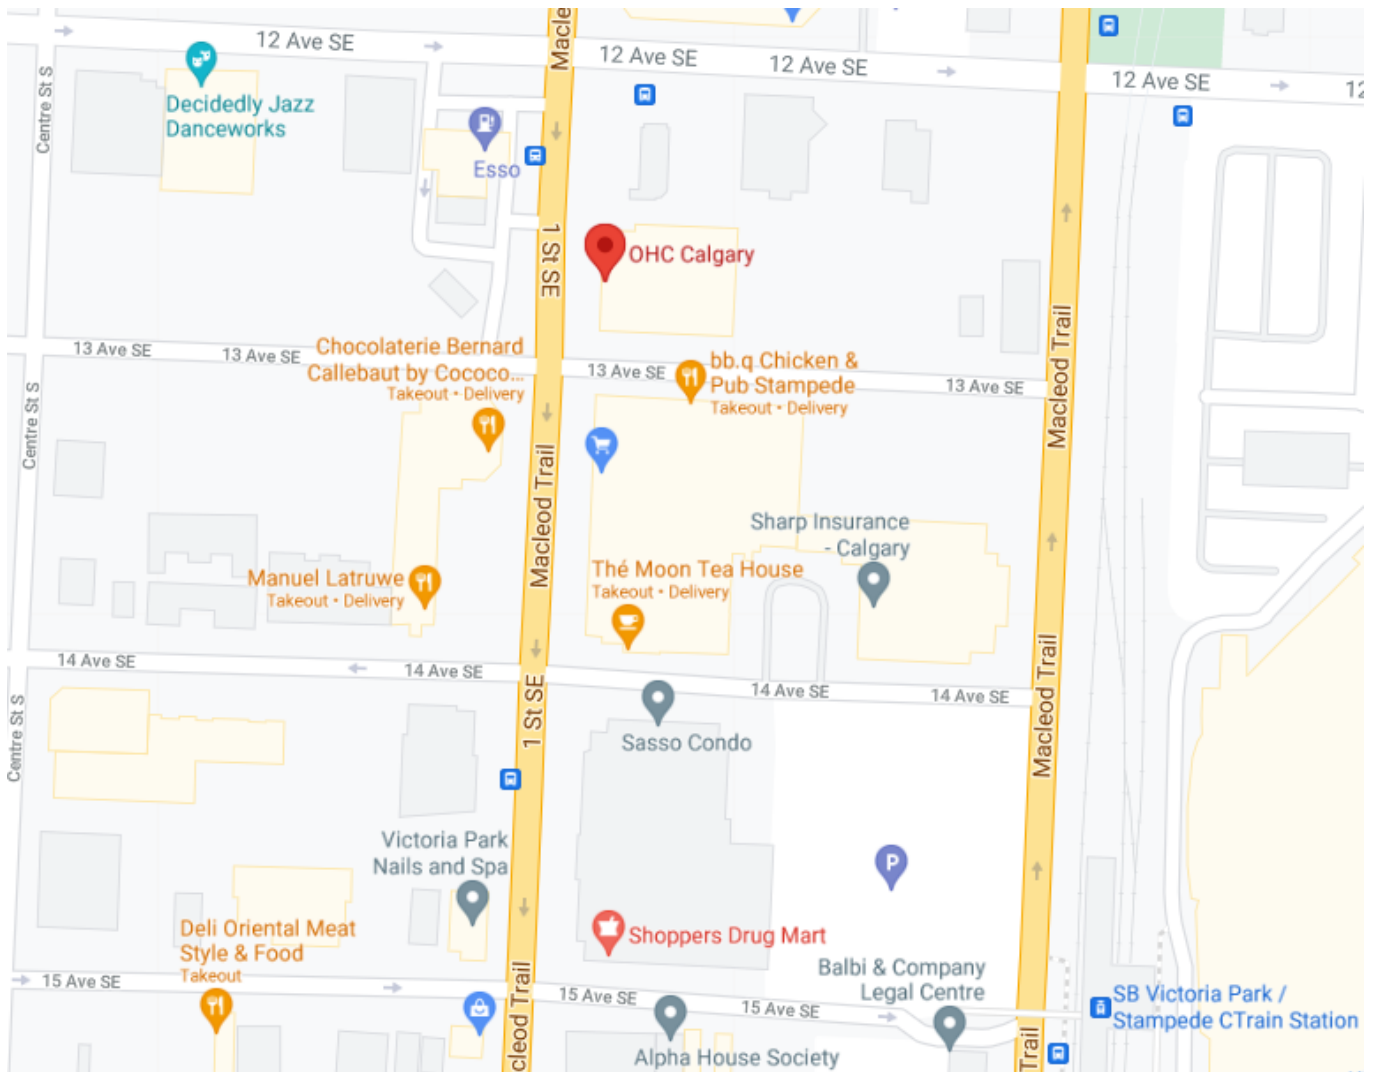 Macle
12 Ave SE
12 Ave SE
12 Ave SE
12 Ave SE
12
Centre St S
Decidedly Jazz
Danceworks
Esso
1 St SE
OHC Calgary
Macleod Trail
13 Ave SE
13 Ave SE
Chocolaterie Bernard
Callebaut by Cococo...
Takeout • Delivery
13 Ave SE
bb.q Chicken &
Pub Stampede
Takeout • Delivery
13 Ave SE
Centre St S
Macleod Trail
Sharp Insurance
- Calgary
Manuel Latruwe
Takeout • Delivery
Thé Moon Tea House
Takeout • Delivery
14 Ave SE
14 Ave SE
14 Ave SE
14 Ave SE
Macleod Trail
Centre St S
1 St SE
Sasso Condo
Victoria Park
Nails and Spa
P
Deli Oriental Meat
Style & Food
Takeout
Shoppers Drug Mart
Balbi & Company
Legal Centre
15 Ave SE
cleod Trail
15 Ave SE
15 Ave SE
SB Victoria Park /
Stampede CTrain Station
Trail
Alpha House Society